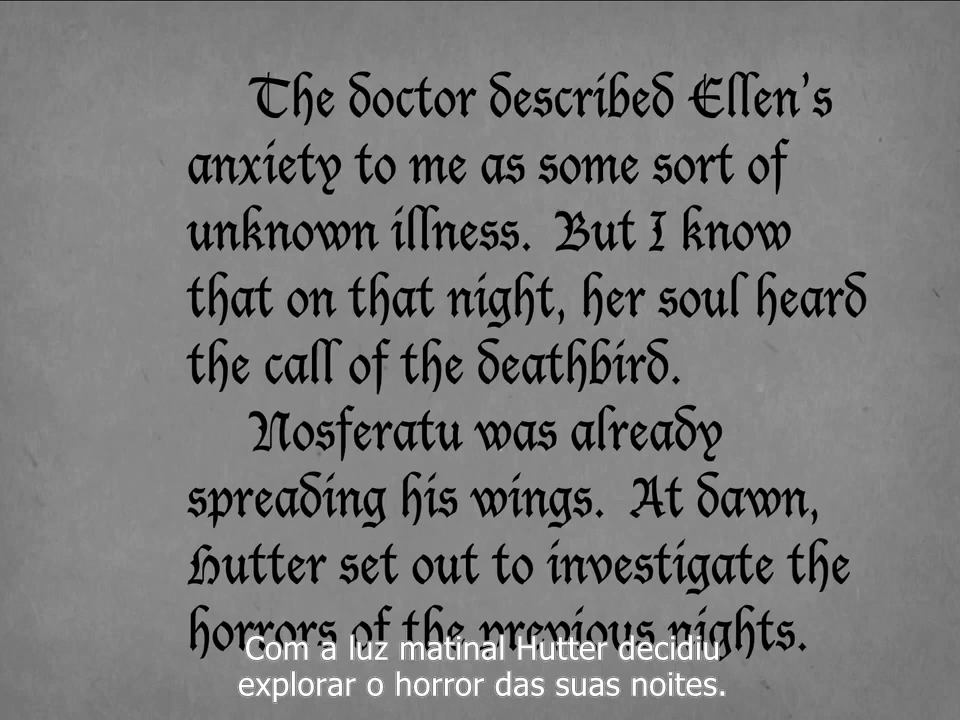 The doctor described Ellen's
anxiety to me as some sort of
unknown illness. But I know
that on that night, her soul heard
the call of the deathbird.
Nosferatu was already
spreading his wings. At dawn,
Hutter set out to investigate the
horrors of the previous nights.
Com a luz matinal Hutter decidiu
explorar o horror das suas noites.